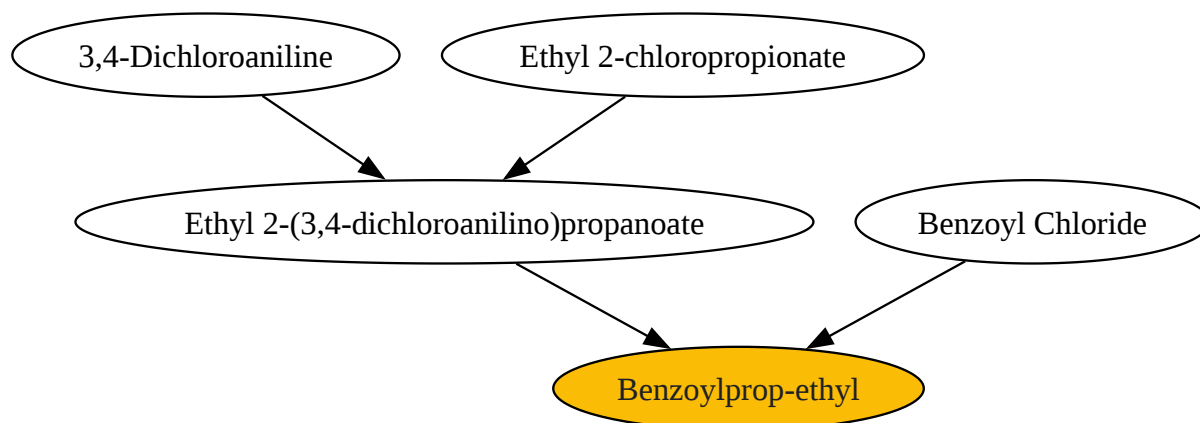 3,4-Dichloroaniline
Ethyl 2-chloropropionate
Ethyl 2-(3,4-dichloroanilino)propanoate
Benzoyl Chloride
Benzoylprop-ethyl